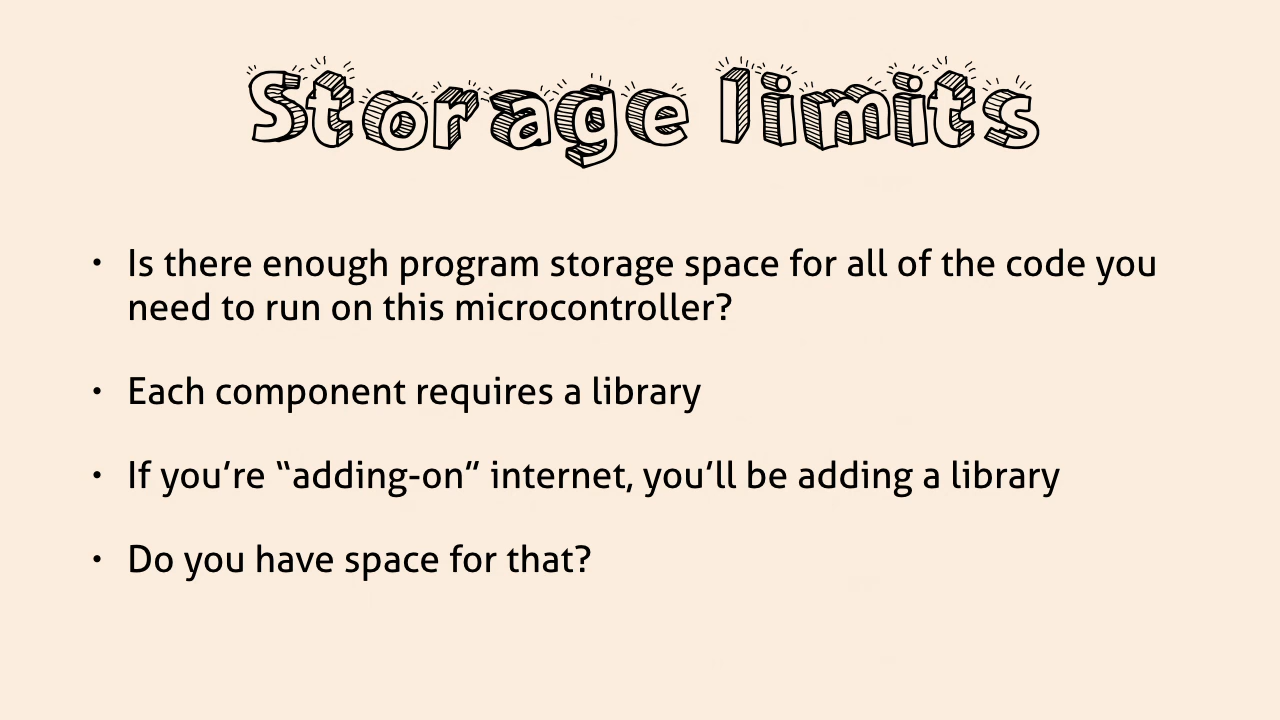 Storage limits
• Is there enough program storage space for all of the code you
need to run on this microcontroller?
• Each component requires a library
• If you’re “adding-on” internet, you’ll be adding a library
• Do you have space for that?